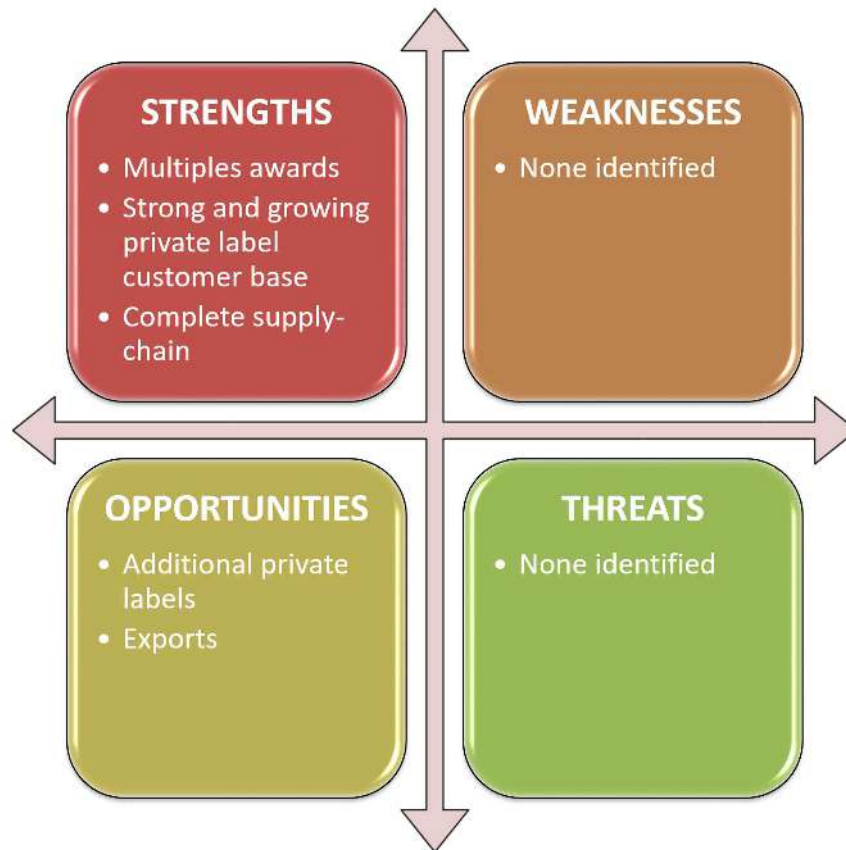 STRENGTHS
• Multiples awards
• Strong and growing
private label
customer base
• Complete supply-
chain
WEAKNESSES
• None identified
OPPORTUNITIES
• Additional private
labels
• Exports
THREATS
• None identified